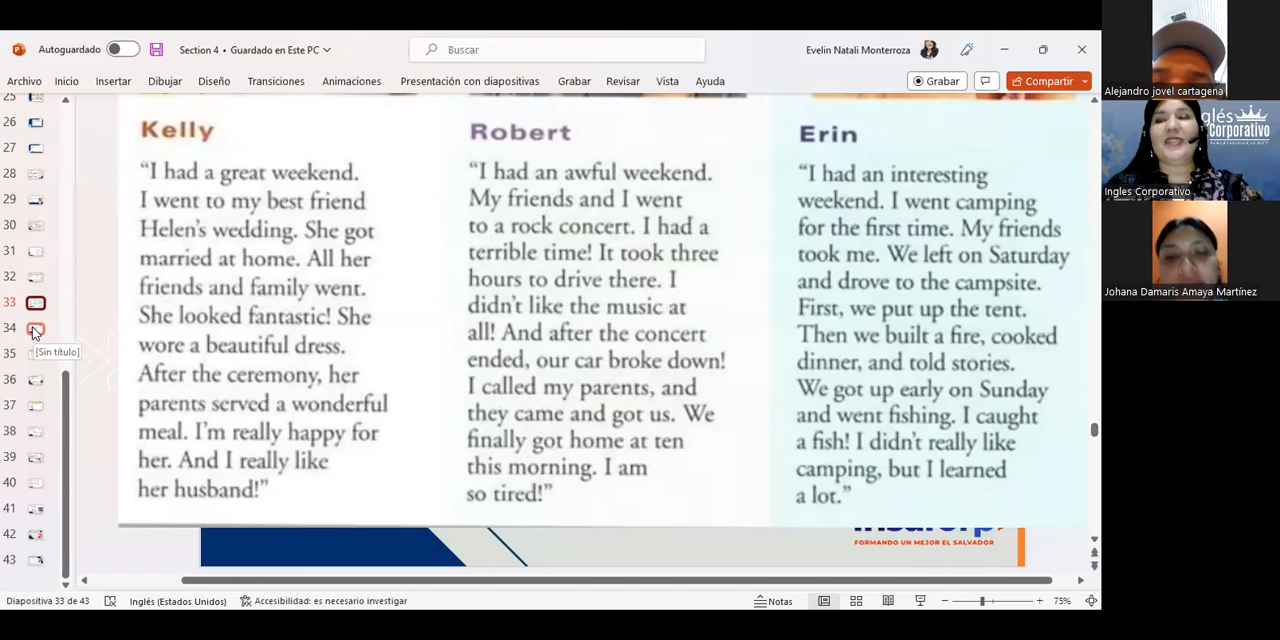 Autoguardado
Section 4 • Guardado en Este PC
Buscar
Evelin Natali Monterroza
Archivo
Inicio
Insertar
Dibujar
Diseño
Transiciones
Animaciones
Presentación con diapositivas
Grabar
Revisar
Vista
Ayuda
Grabar
Compartir
25
26
27
28
29
30
31
32
33
34
35
36
37
38
39
40
41
42
43
[Sin título]
Kelly
“I had a great weekend.
I went to my best friend
Helen’s wedding. She got
married at home. All her
friends and family went.
She looked fantastic! She
wore a beautiful dress.
After the ceremony, her
parents served a wonderful
meal. I’m really happy for
her. And I really like
her husband!”
Robert
“I had an awful weekend.
My friends and I went
to a rock concert. I had a
terrible time! It took three
hours to drive there. I
didn’t like the music at
all! And after the concert
ended, our car broke down!
I called my parents, and
they came and got us. We
finally got home at ten
this morning. I am
so tired!”
Erin
“I had an interesting
weekend. I went camping
for the first time. My friends
took me. We left on Saturday
and drove to the campsite.
First, we put up the tent.
Then we built a fire, cooked
dinner, and told stories.
We got up early on Sunday
and went fishing. I caught
a fish! I didn’t really like
camping, but I learned
a lot.”
FORMANDO UN MEJOR EL SALVADOR
Diapositiva 33 de 43
Inglés (Estados Unidos)
Accesibilidad: es necesario investigar
Notas
75%
Alejandro jovel cartagena
Corporativo
Ingles Corporativo
Johana Damaris Amaya Martínez